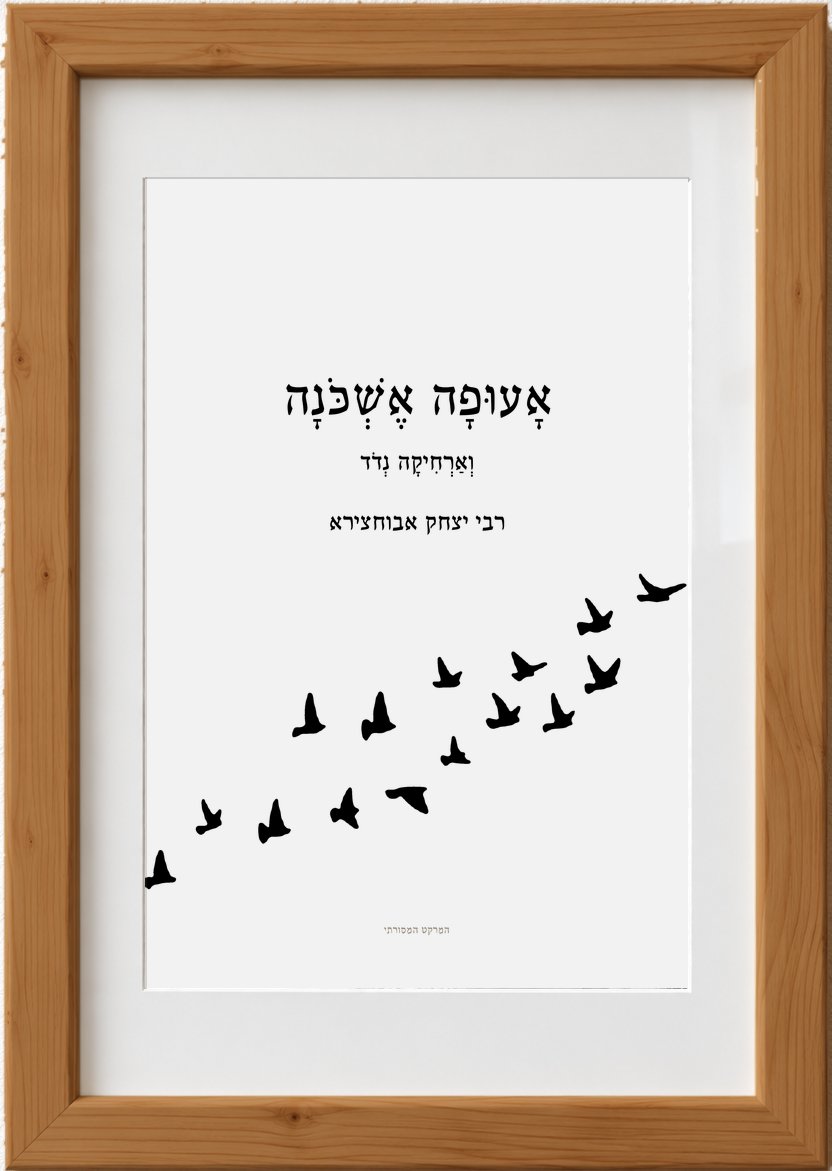 אָעוּפָה אֶשְׁכֹּנָה
וְאַרְחִיקָה נְדֹד
רבי יצחק אבוחצירא
המרקט המסורתי